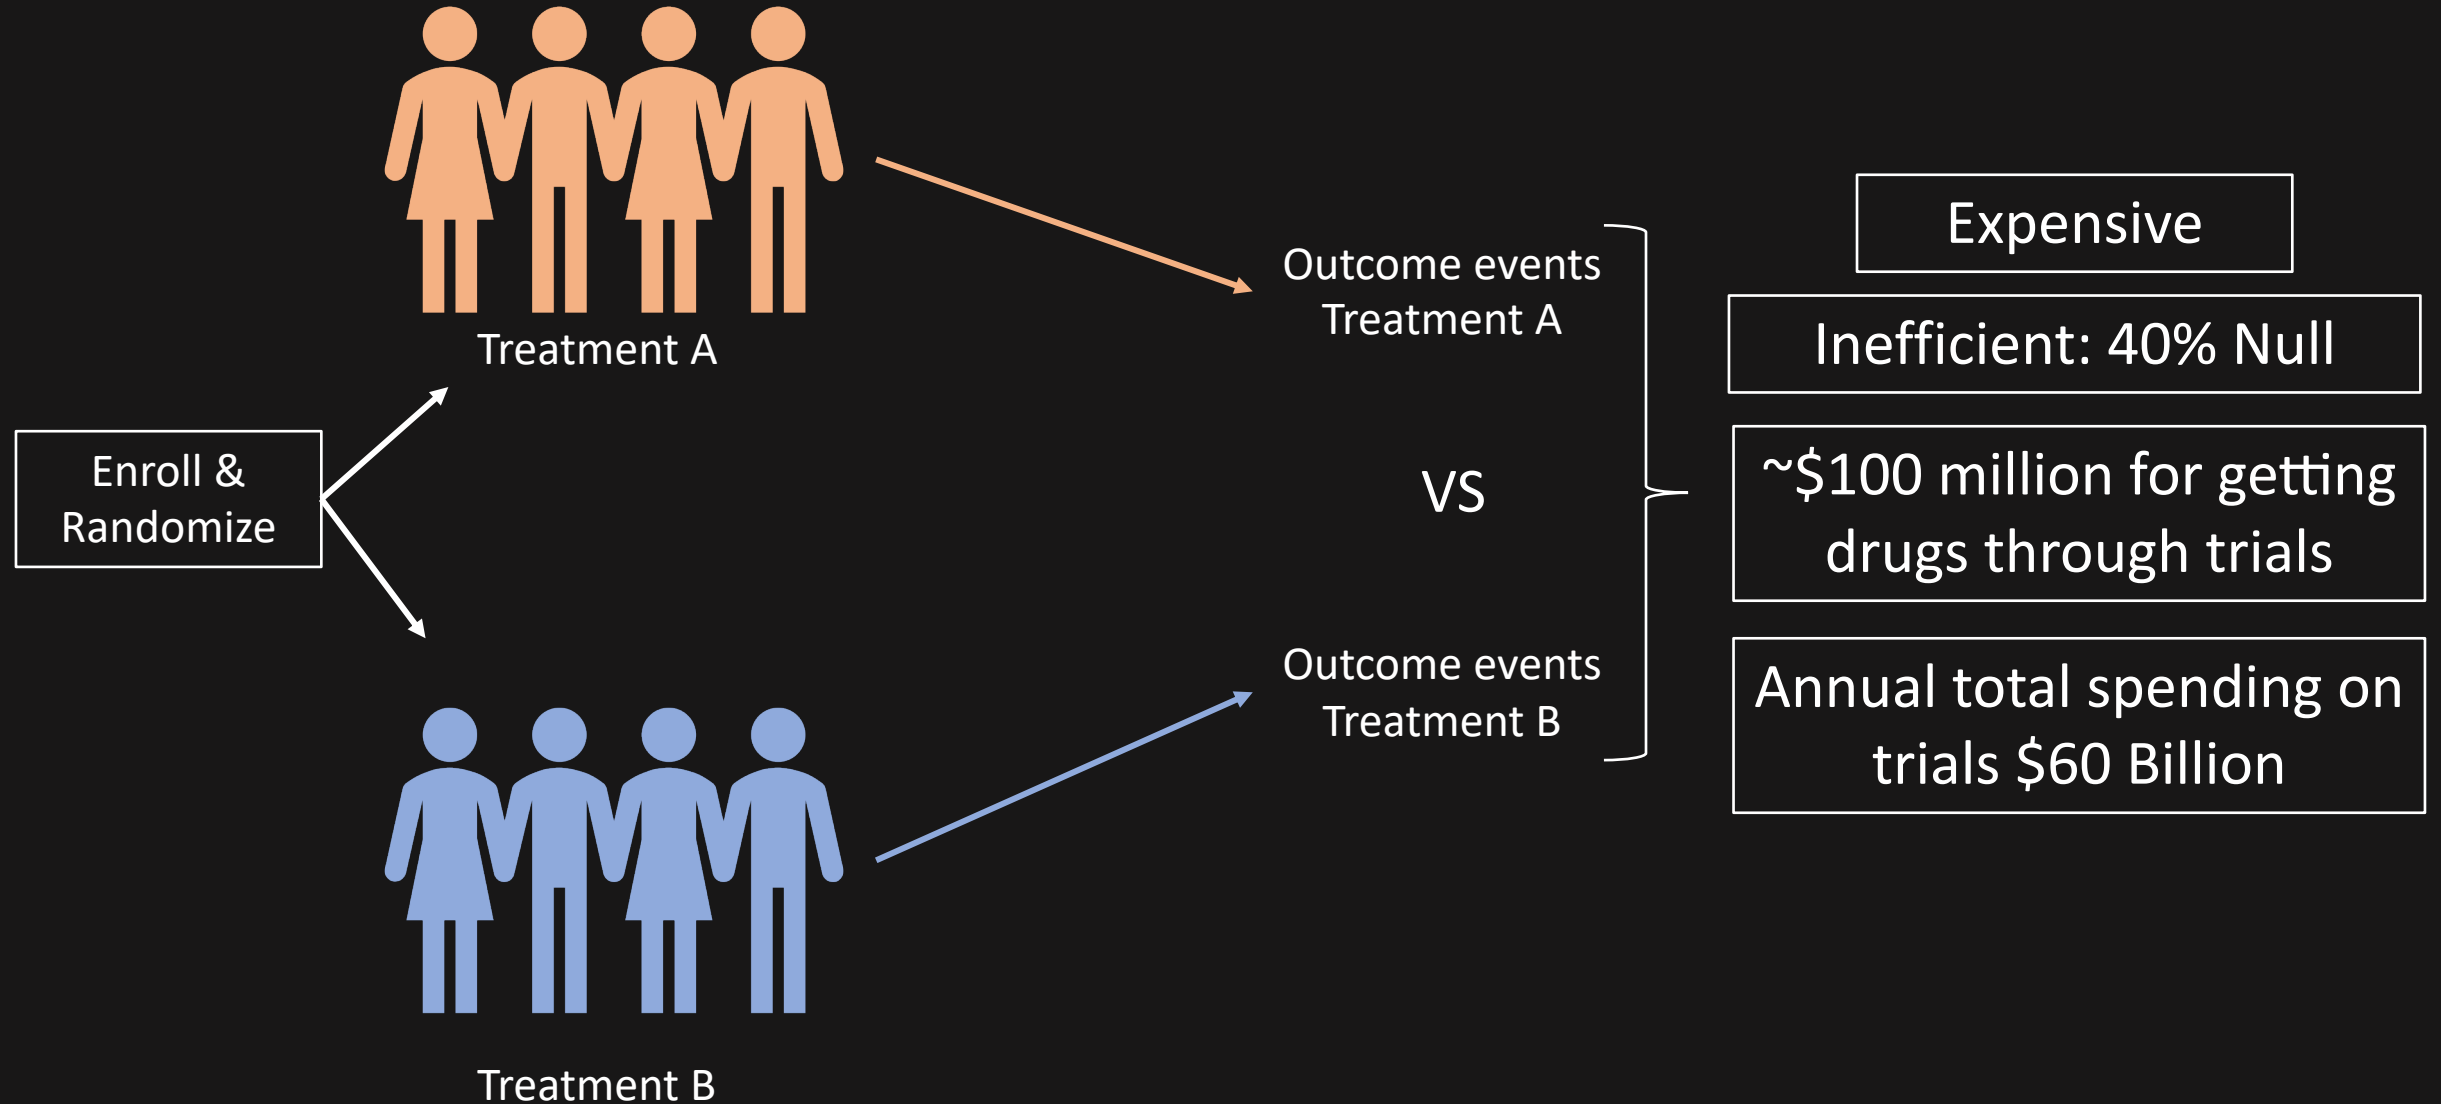 Treatment A
Enroll &
Randomize
Treatment B
Outcome events
Treatment A
VS
Outcome events
Treatment B
Expensive
Inefficient: 40% Null
~$100 million for getting
drugs through trials
Annual total spending on
trials $60 Billion